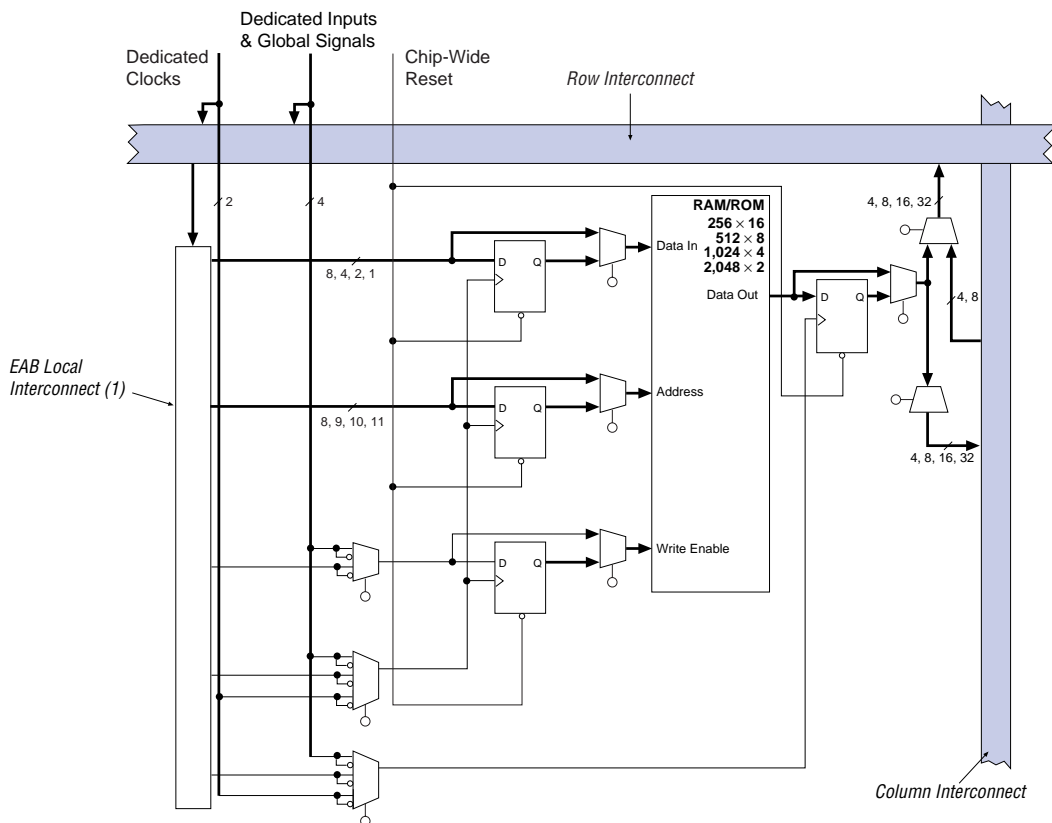 Dedicated Inputs
& Global Signals
Dedicated
Clocks
Chip-Wide
Reset
Row Interconnect
2
4
4, 8, 16, 32
RAM/ROM
256 × 16
512 × 8
1,024 × 4
2,048 × 2
Data In
D
Q
8, 4, 2, 1
Data Out
D
Q
4, 8
EAB Local
Interconnect (1)
D
Q
Address
8, 9, 10, 11
4, 8, 16, 32
D
Q
Write Enable
Column Interconnect